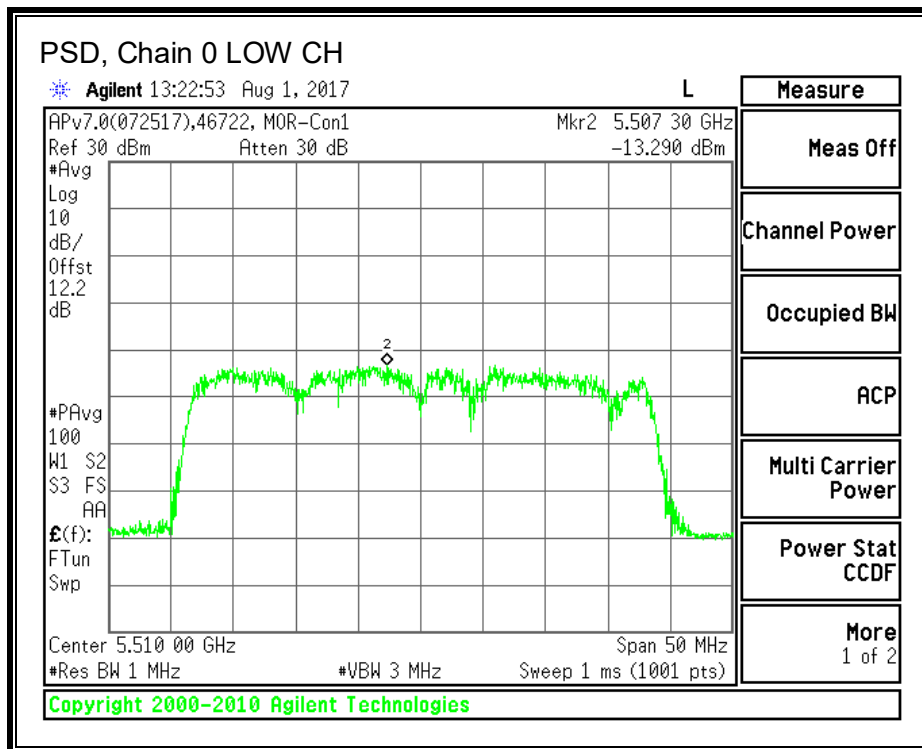 PSD, Chain 0 LOW CH
Agilent 13:22:53 Aug 1, 2017 L
Measure
APv7.0(072517),46722, MOR-Con1 Mkr2 5.507 30 GHz
Ref 30 dBm Atten 30 dB -13.290 dBm
#Avg
Log
10
dB/
Offst
12.2
dB
2
#PAvg
100
W1 S2
S3 FS
AA
£(f):
FTun
Swp
Center 5.510 00 GHz Span 50 MHz
#Res BW 1 MHz #VBW 3 MHz Sweep 1 ms (1001 pts)
Meas Off
Channel Power
Occupied BW
ACP
Multi Carrier
Power
Power Stat
CCDF
More
1 of 2
Copyright 2000-2010 Agilent Technologies